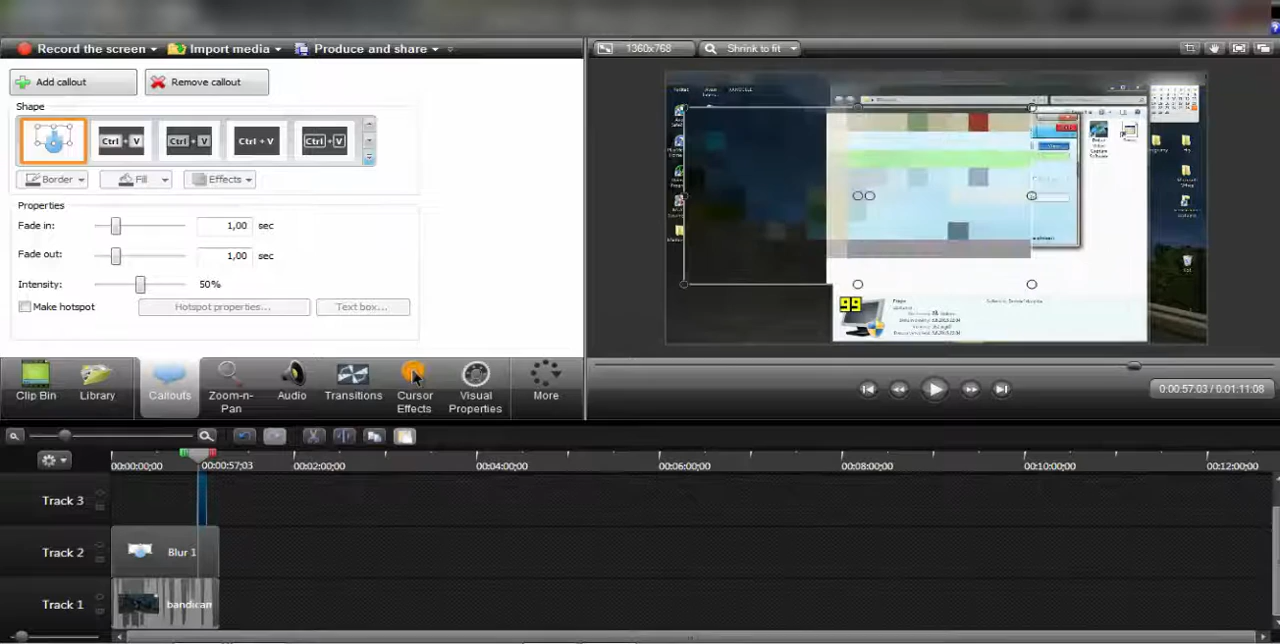 Record the screen Import media Produce and share 1360x768 Shrink to fit
Add callout Remove callout
Shape
Ctrl + V Ctrl + V Ctrl + V Ctrl + V
Border Fill Effects
Properties
Fade in: 1,00 sec
Fade out: 1,00 sec
Intensity: 50%
Make hotspot Hotspot properties... Text box...
99
Clip Bin Library Callouts Zoom-n-Pan Audio Transitions Cursor Effects Visual Properties More
0:00:57:03 / 0:01:11:08
00:00:00;00 00:00:57;03 00:02:00;00 00:04:00;00 00:06:00;00 00:08:00;00 00:10:00;00 00:12:00;00
Track 3
Track 2 Blur 1
Track 1 bandican